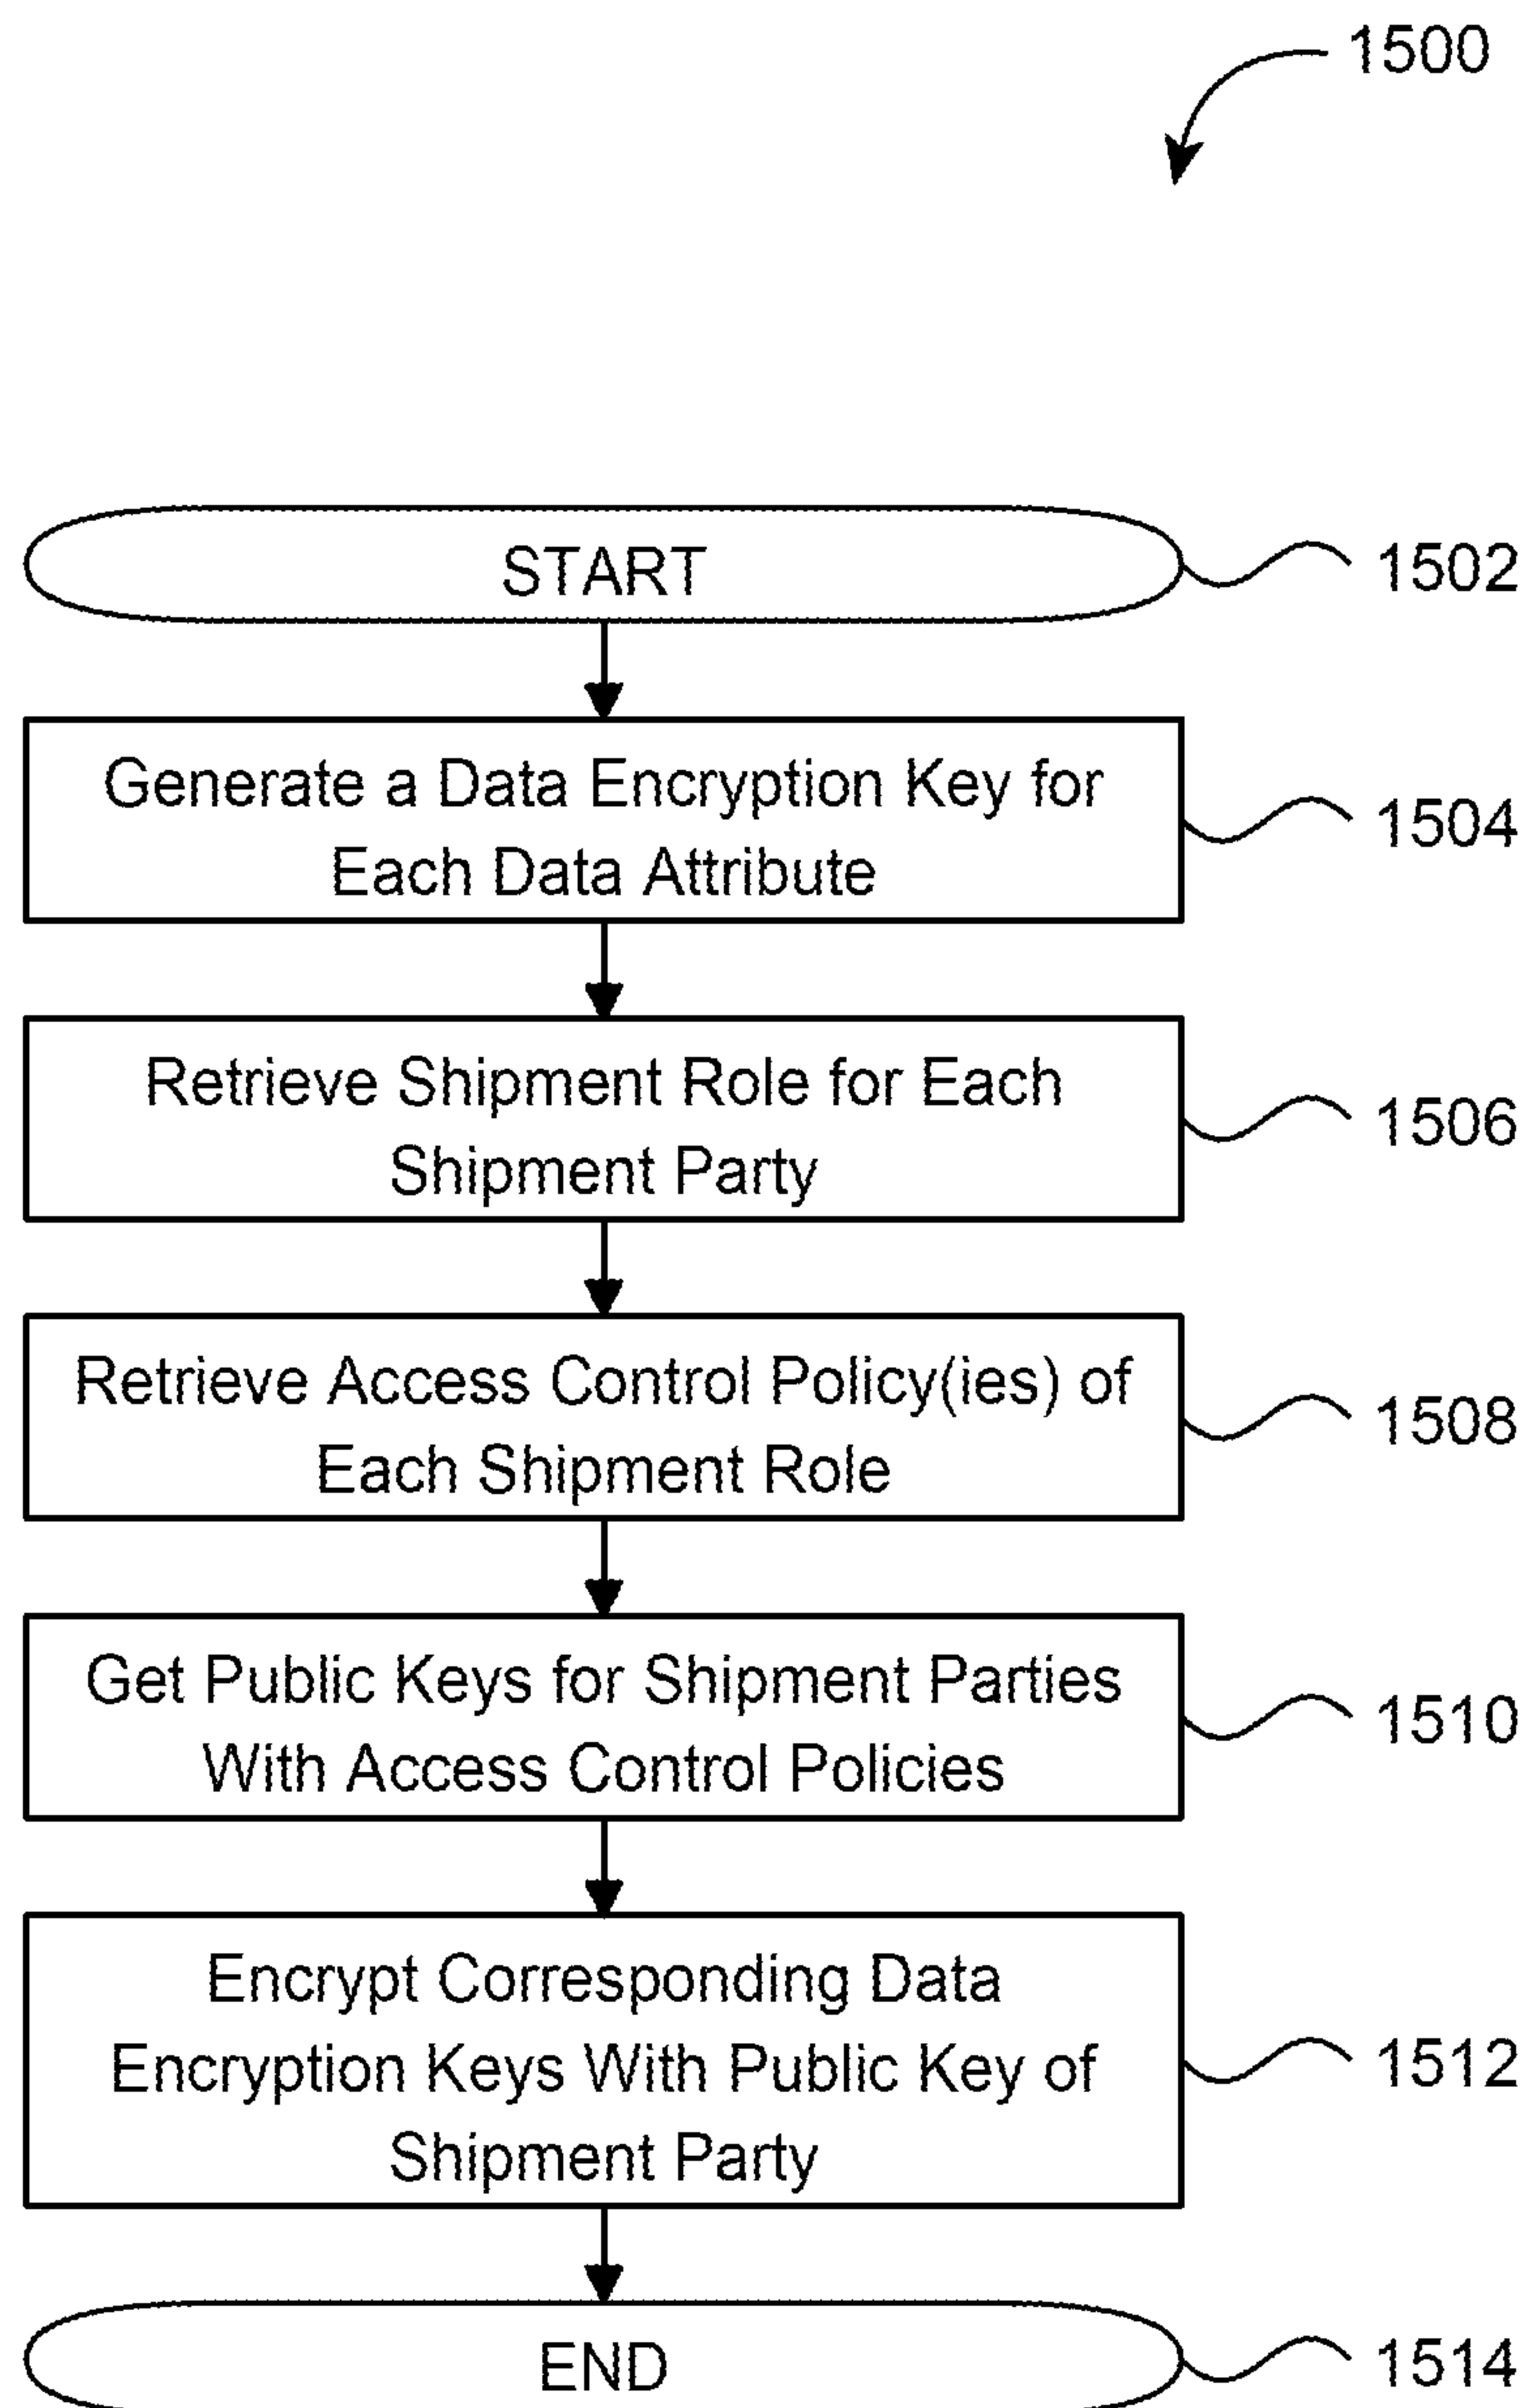 1500
START
1502
Generate a Data Encryption Key for
Each Data Attribute
1504
Retrieve Shipment Role for Each
Shipment Party
1506
Retrieve Access Control Policy(ies) of
Each Shipment Role
1508
Get Public Keys for Shipment Parties
With Access Control Policies
1510
Encrypt Corresponding Data
Encryption Keys With Public Key of
Shipment Party
1512
END
1514